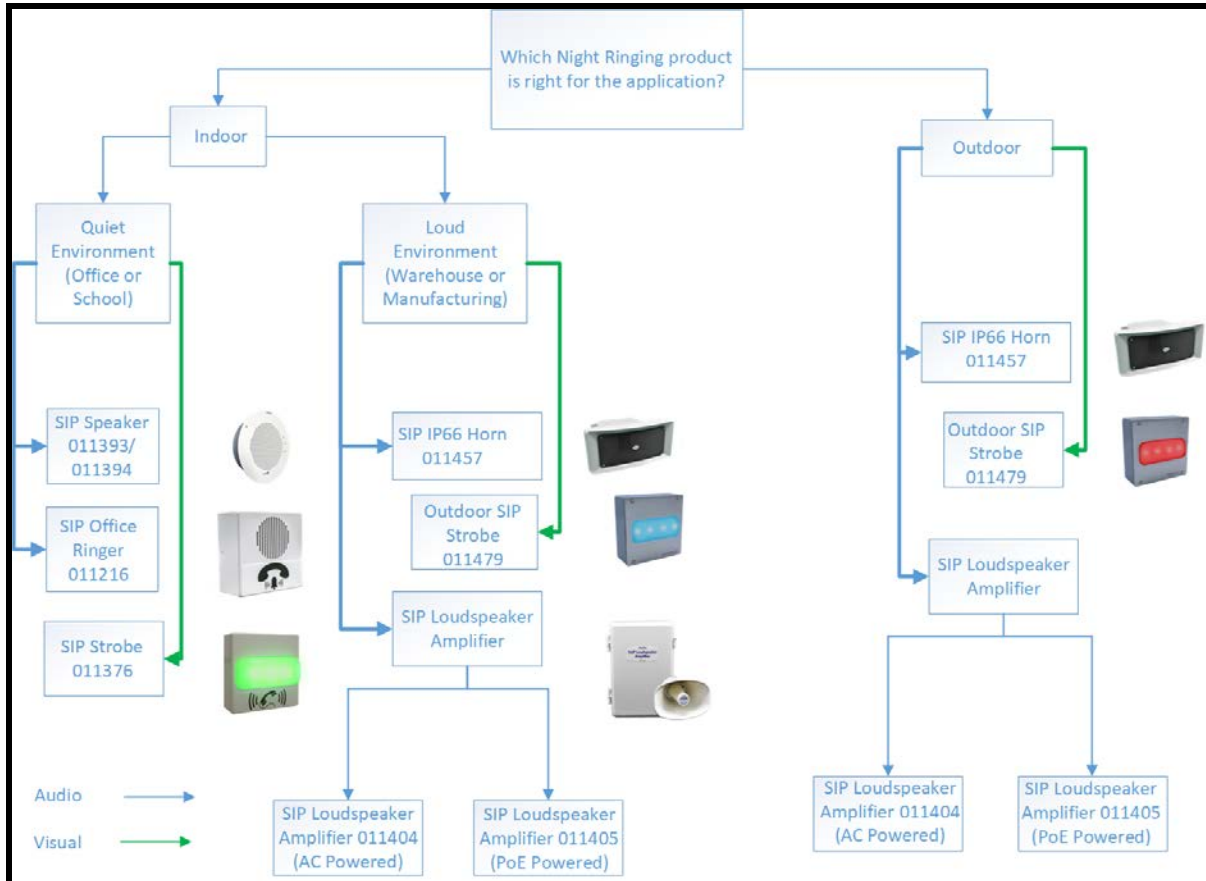 Which Night Ringing product
is right for the application?
Indoor
Outdoor
Quiet
Environment
(Office or
School)
Loud
Environment
(Warehouse or
Manufacturing)
SIP IP66 Horn
011457
SIP Speaker
011393/
011394
SIP IP66 Horn
011457
Outdoor SIP
Strobe
011479
SIP Office
Ringer
011216
Outdoor SIP
Strobe
011479
SIP Loudspeaker
Amplifier
SIP Strobe
011376
SIP Loudspeaker
Amplifier
SIP Loudspeaker
Amplifier
Audio
Visual
SIP Loudspeaker
Amplifier 011404
(AC Powered)
SIP Loudspeaker
Amplifier 011405
(PoE Powered)
SIP Loudspeaker
Amplifier 011404
(AC Powered)
SIP Loudspeaker
Amplifier 011405
(PoE Powered)